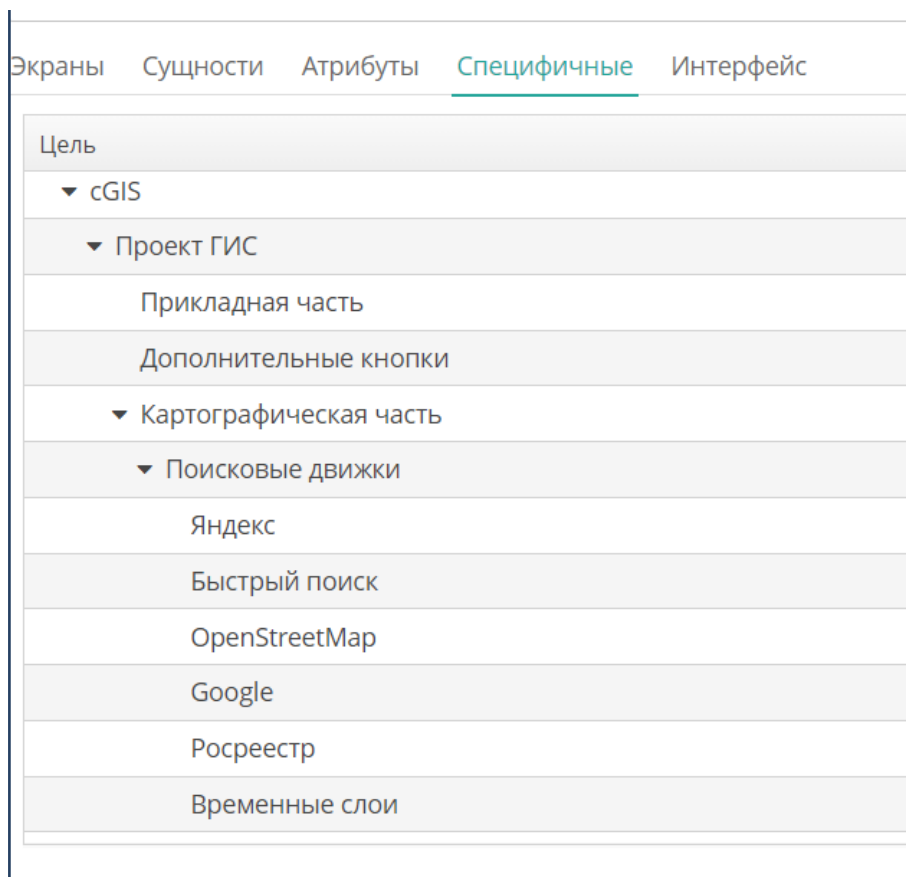 Экраны Сущности Атрибуты Специфичные Интерфейс
Цель
cGIS
Проект ГИС
Прикладная часть
Дополнительные кнопки
Картографическая часть
Поисковые движки
Яндекс
Быстрый поиск
OpenStreetMap
Google
Росреестр
Временные слои